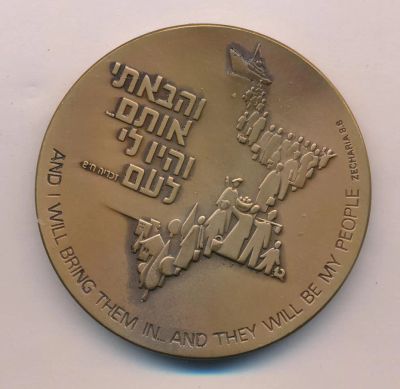 והבאתי
אותם...
והיו לי
לעם
זכריה ח׳ 8
AND I WILL BRING THEM IN... AND THEY WILL BE MY PEOPLE
ZECHARIA 8:8